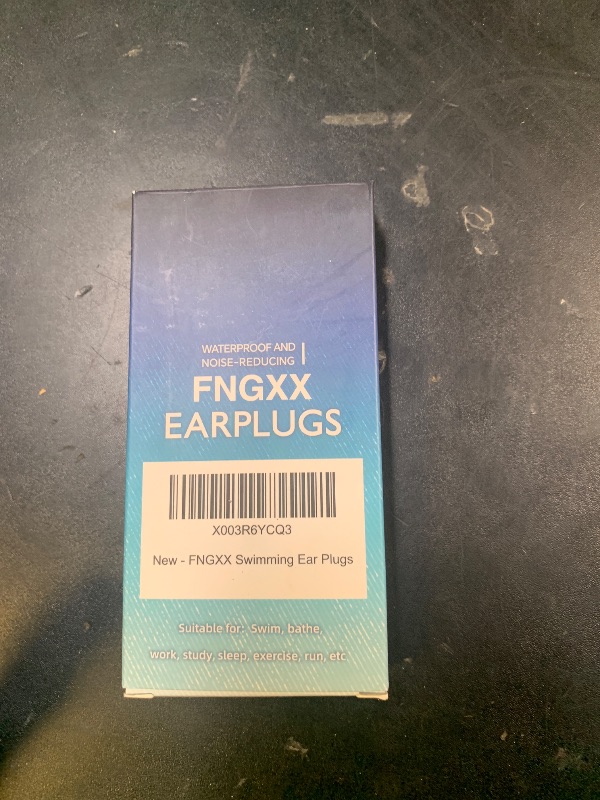 WATERPROOF AND
NOISE-REDUCING
FNGXX
EARPLUGS
X003R6YCQ3
New - FNGXX Swimming Ear Plugs
Suitable for: Swim, bathe,
work, study, sleep, exercise, run, etc